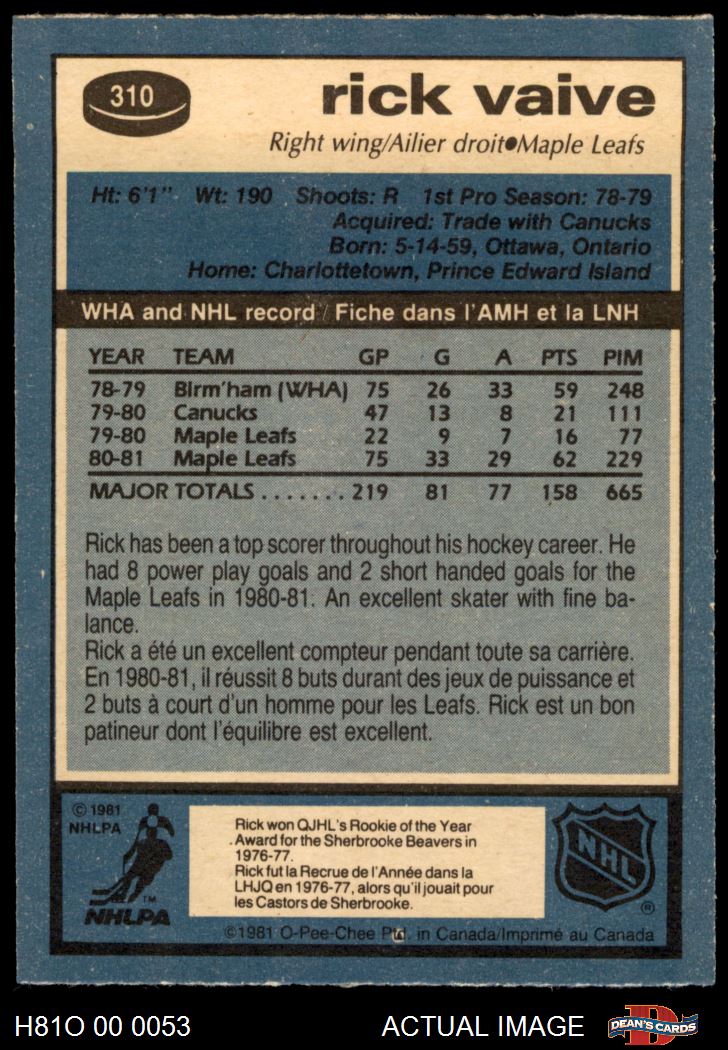 310
rick vaive
Right wing/Ailier droit●Maple Leafs
Ht: 6'1" Wt: 190 Shoots: R 1st Pro Season: 78-79
Acquired: Trade with Canucks
Born: 5-14-59, Ottawa, Ontario
Home: Charlottetown, Prince Edward Island
WHA and NHL record / Fiche dans l'AMH et la LNH
YEAR TEAM GP G A PTS PIM
78-79 Birm'ham (WHA) 75 26 33 59 248
79-80 Canucks 47 13 8 21 111
79-80 Maple Leafs 22 9 7 16 77
80-81 Maple Leafs 75 33 29 62 229
MAJOR TOTALS ....... 219 81 77 158 665
Rick has been a top scorer throughout his hockey career. He
had 8 power play goals and 2 short handed goals for the
Maple Leafs in 1980-81. An excellent skater with fine ba-
lance.
Rick a été un excellent compteur pendant toute sa carrière.
En 1980-81, il réussit 8 buts durant des jeux de puissance et
2 buts à court d'un homme pour les Leafs. Rick est un bon
patineur dont l'équilibre est excellent.
© 1981
NHLPA
TM
NHLPA
Rick won QJHL's Rookie of the Year
Award for the Sherbrooke Beavers in
1976-77.
Rick fut la Recrue de l'Année dans la
LHJQ en 1976-77, alors qu'il jouait pour
les Castors de Sherbrooke.
NHL
®
©1981 O-Pee-Chee Ptd. in Canada/Imprimé au Canada
H81O 00 0053
ACTUAL IMAGE
D
DEAN'S CARDS